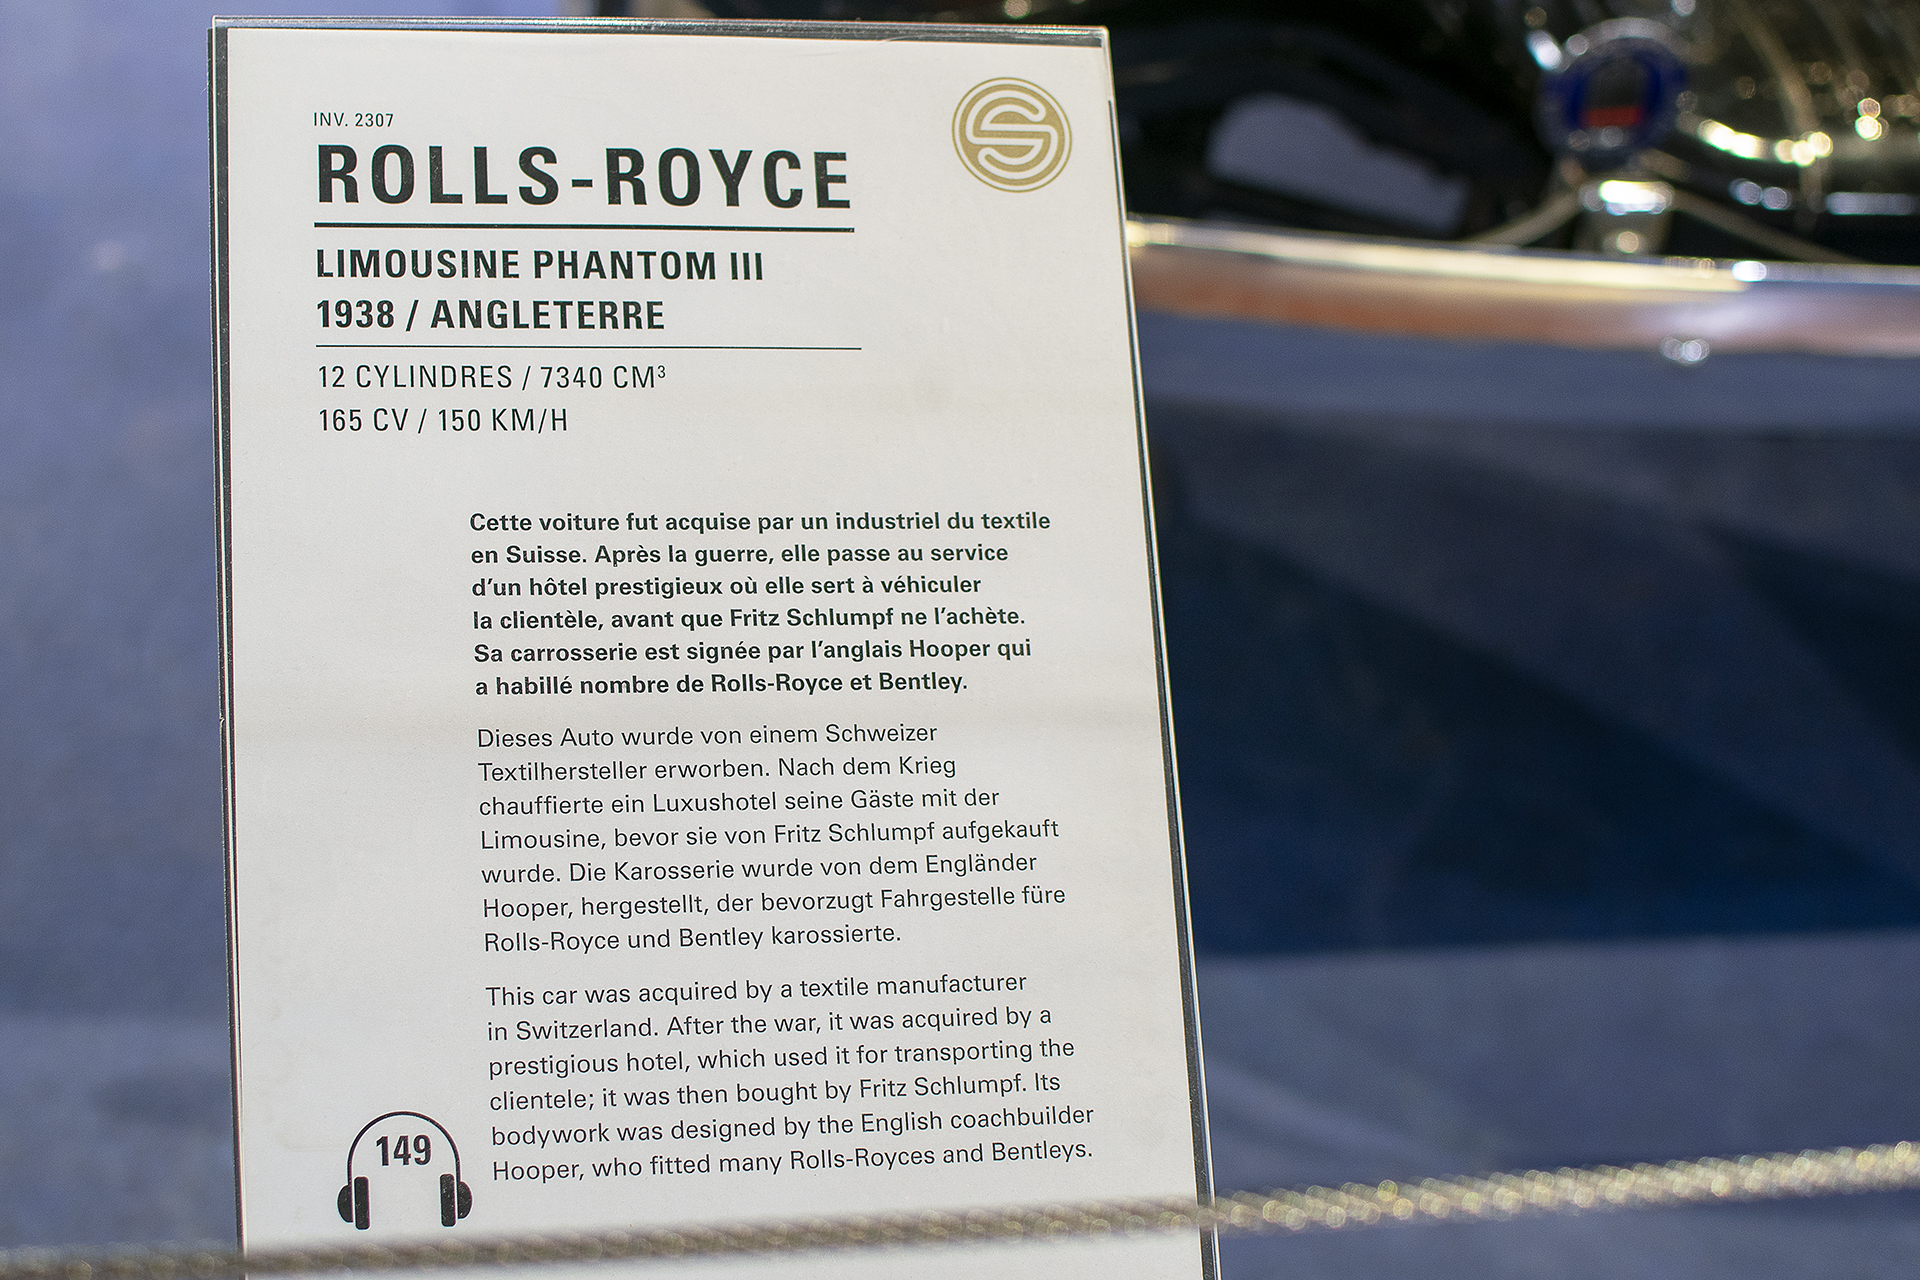 INV. 2307
ROLLS-ROYCE
LIMOUSINE PHANTOM III
1938 / ANGLETERRE
12 CYLINDRES / 7340 CM³
165 CV / 150 KM/H
Cette voiture fut acquise par un industriel du textile
en Suisse. Après la guerre, elle passe au service
d’un hôtel prestigieux où elle sert à véhiculer
la clientèle, avant que Fritz Schlumpf ne l’achète.
Sa carrosserie est signée par l’anglais Hooper qui
a habillé nombre de Rolls-Royce et Bentley.
Dieses Auto wurde von einem Schweizer
Textilhersteller erworben. Nach dem Krieg
chauffierte ein Luxushotel seine Gäste mit der
Limousine, bevor sie von Fritz Schlumpf aufgekauft
wurde. Die Karosserie wurde von dem Engländer
Hooper, hergestellt, der bevorzugt Fahrgestelle füre
Rolls-Royce und Bentley karossierte.
This car was acquired by a textile manufacturer
in Switzerland. After the war, it was acquired by a
prestigious hotel, which used it for transporting the
clientele; it was then bought by Fritz Schlumpf. Its
bodywork was designed by the English coachbuilder
Hooper, who fitted many Rolls-Royces and Bentleys.
149